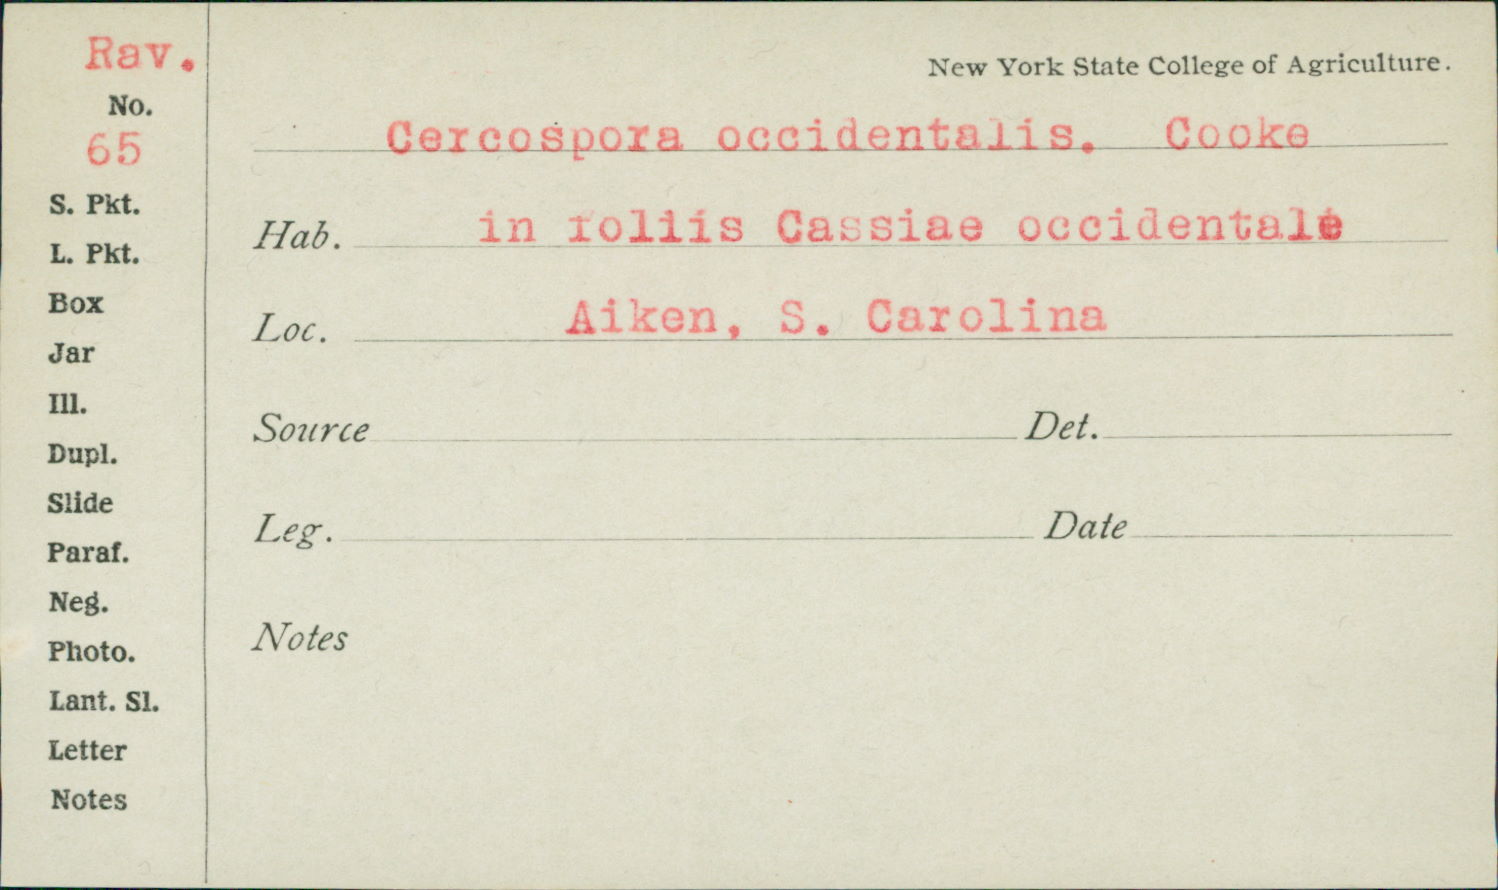 Rav.
No.
65
S. Pkt.
L. Pkt.
Box
Jar
Ill.
Dupl.
Slide
Paraf.
Neg.
Photo.
Lant. Sl.
Letter
Notes
New York State College of Agriculture.
Cercospora occidentalis. Cooke
Hab. in foliis Cassiae occidentale
Loc. Aiken, S. Carolina
Source Det.
Leg. Date
Notes